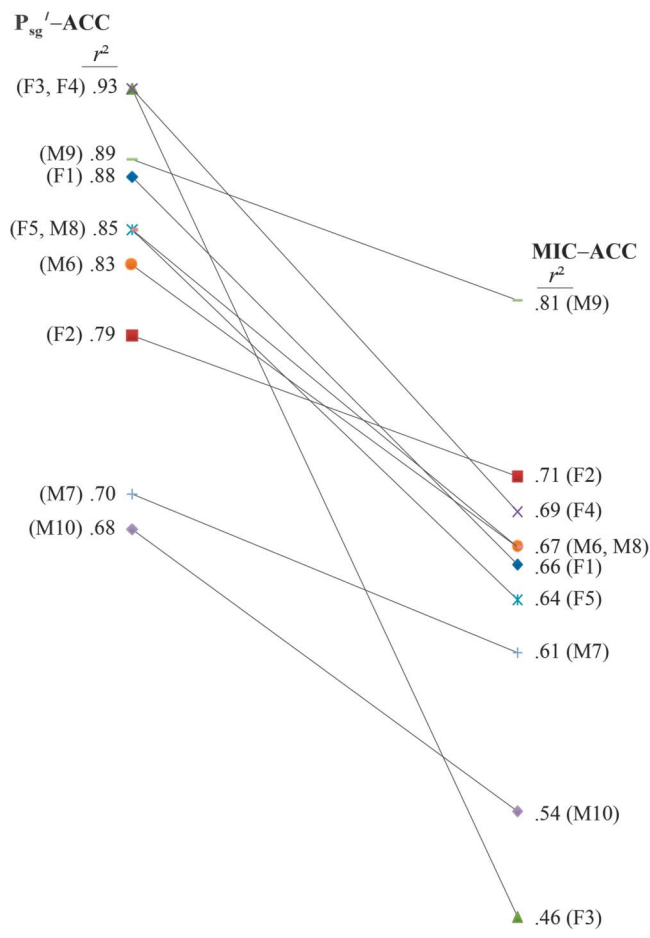 Psg′–ACC
r²
(F3, F4) .93
(M9) .89
(F1) .88
(F5, M8) .85
(M6) .83
(F2) .79
(M7) .70
(M10) .68
MIC–ACC
r²
.81 (M9)
.71 (F2)
.69 (F4)
.67 (M6, M8)
.66 (F1)
.64 (F5)
.61 (M7)
.54 (M10)
.46 (F3)